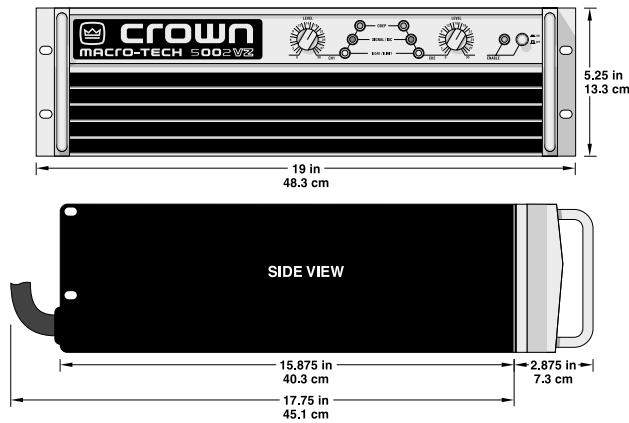 crown
MACRO-TECH 5002VZ
LEVEL
LEVEL
ODEP
SIGNAL / IOC
CH1
CH2
ENABLE
5.25 in
13.3 cm
19 in
48.3 cm
SIDE VIEW
15.875 in
40.3 cm
2.875 in
7.3 cm
17.75 in
45.1 cm